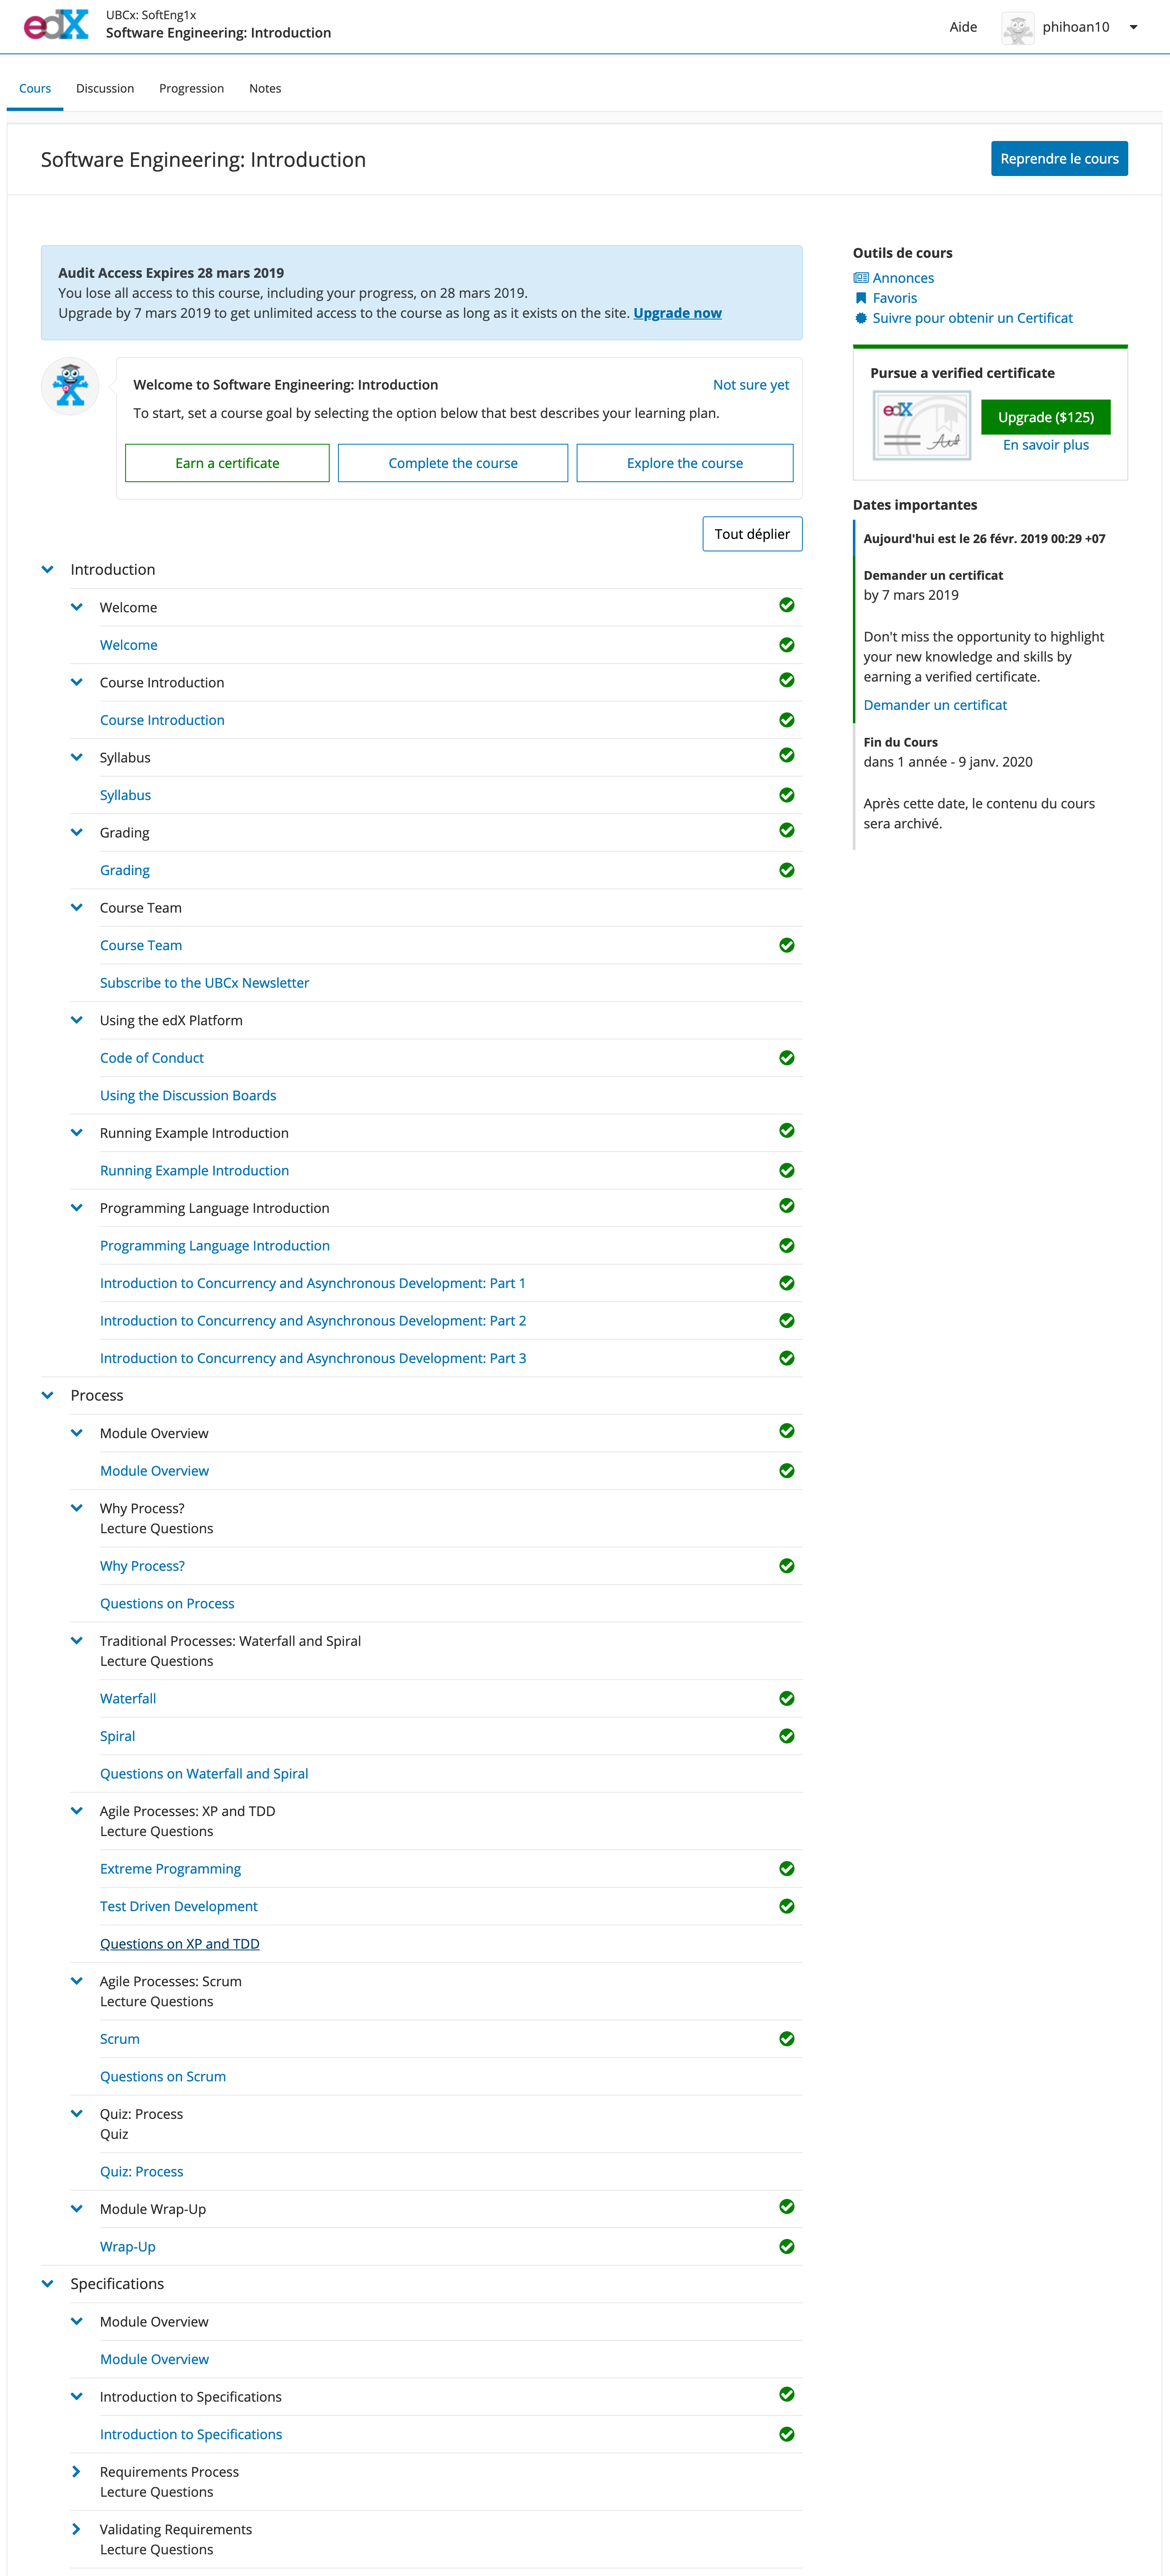 edX
UBCx: SoftEng1x
Software Engineering: Introduction
Aide
phihoan10
Cours
Discussion
Progression
Notes
Software Engineering: Introduction
Reprendre le cours
Audit Access Expires 28 mars 2019
You lose all access to this course, including your progress, on 28 mars 2019.
Upgrade by 7 mars 2019 to get unlimited access to the course as long as it exists on the site. Upgrade now
Welcome to Software Engineering: Introduction
Not sure yet
To start, set a course goal by selecting the option below that best describes your learning plan.
Earn a certificate
Complete the course
Explore the course
Tout déplier
Introduction
Welcome
Welcome
Course Introduction
Course Introduction
Syllabus
Syllabus
Grading
Grading
Course Team
Course Team
Subscribe to the UBCx Newsletter
Using the edX Platform
Code of Conduct
Using the Discussion Boards
Running Example Introduction
Running Example Introduction
Programming Language Introduction
Programming Language Introduction
Introduction to Concurrency and Asynchronous Development: Part 1
Introduction to Concurrency and Asynchronous Development: Part 2
Introduction to Concurrency and Asynchronous Development: Part 3
Process
Module Overview
Module Overview
Why Process?
Lecture Questions
Why Process?
Questions on Process
Traditional Processes: Waterfall and Spiral
Lecture Questions
Waterfall
Spiral
Questions on Waterfall and Spiral
Agile Processes: XP and TDD
Lecture Questions
Extreme Programming
Test Driven Development
Questions on XP and TDD
Agile Processes: Scrum
Lecture Questions
Scrum
Questions on Scrum
Quiz: Process
Quiz
Quiz: Process
Module Wrap-Up
Wrap-Up
Specifications
Module Overview
Module Overview
Introduction to Specifications
Introduction to Specifications
Requirements Process
Lecture Questions
Validating Requirements
Lecture Questions
Outils de cours
Annonces
Favoris
Suivre pour obtenir un Certificat
Pursue a verified certificate
edX
Upgrade ($125)
En savoir plus
Dates importantes
Aujourd'hui est le 26 févr. 2019 00:29 +07
Demander un certificat
by 7 mars 2019
Don't miss the opportunity to highlight
your new knowledge and skills by
earning a verified certificate.
Demander un certificat
Fin du Cours
dans 1 année - 9 janv. 2020
Après cette date, le contenu du cours
sera archivé.